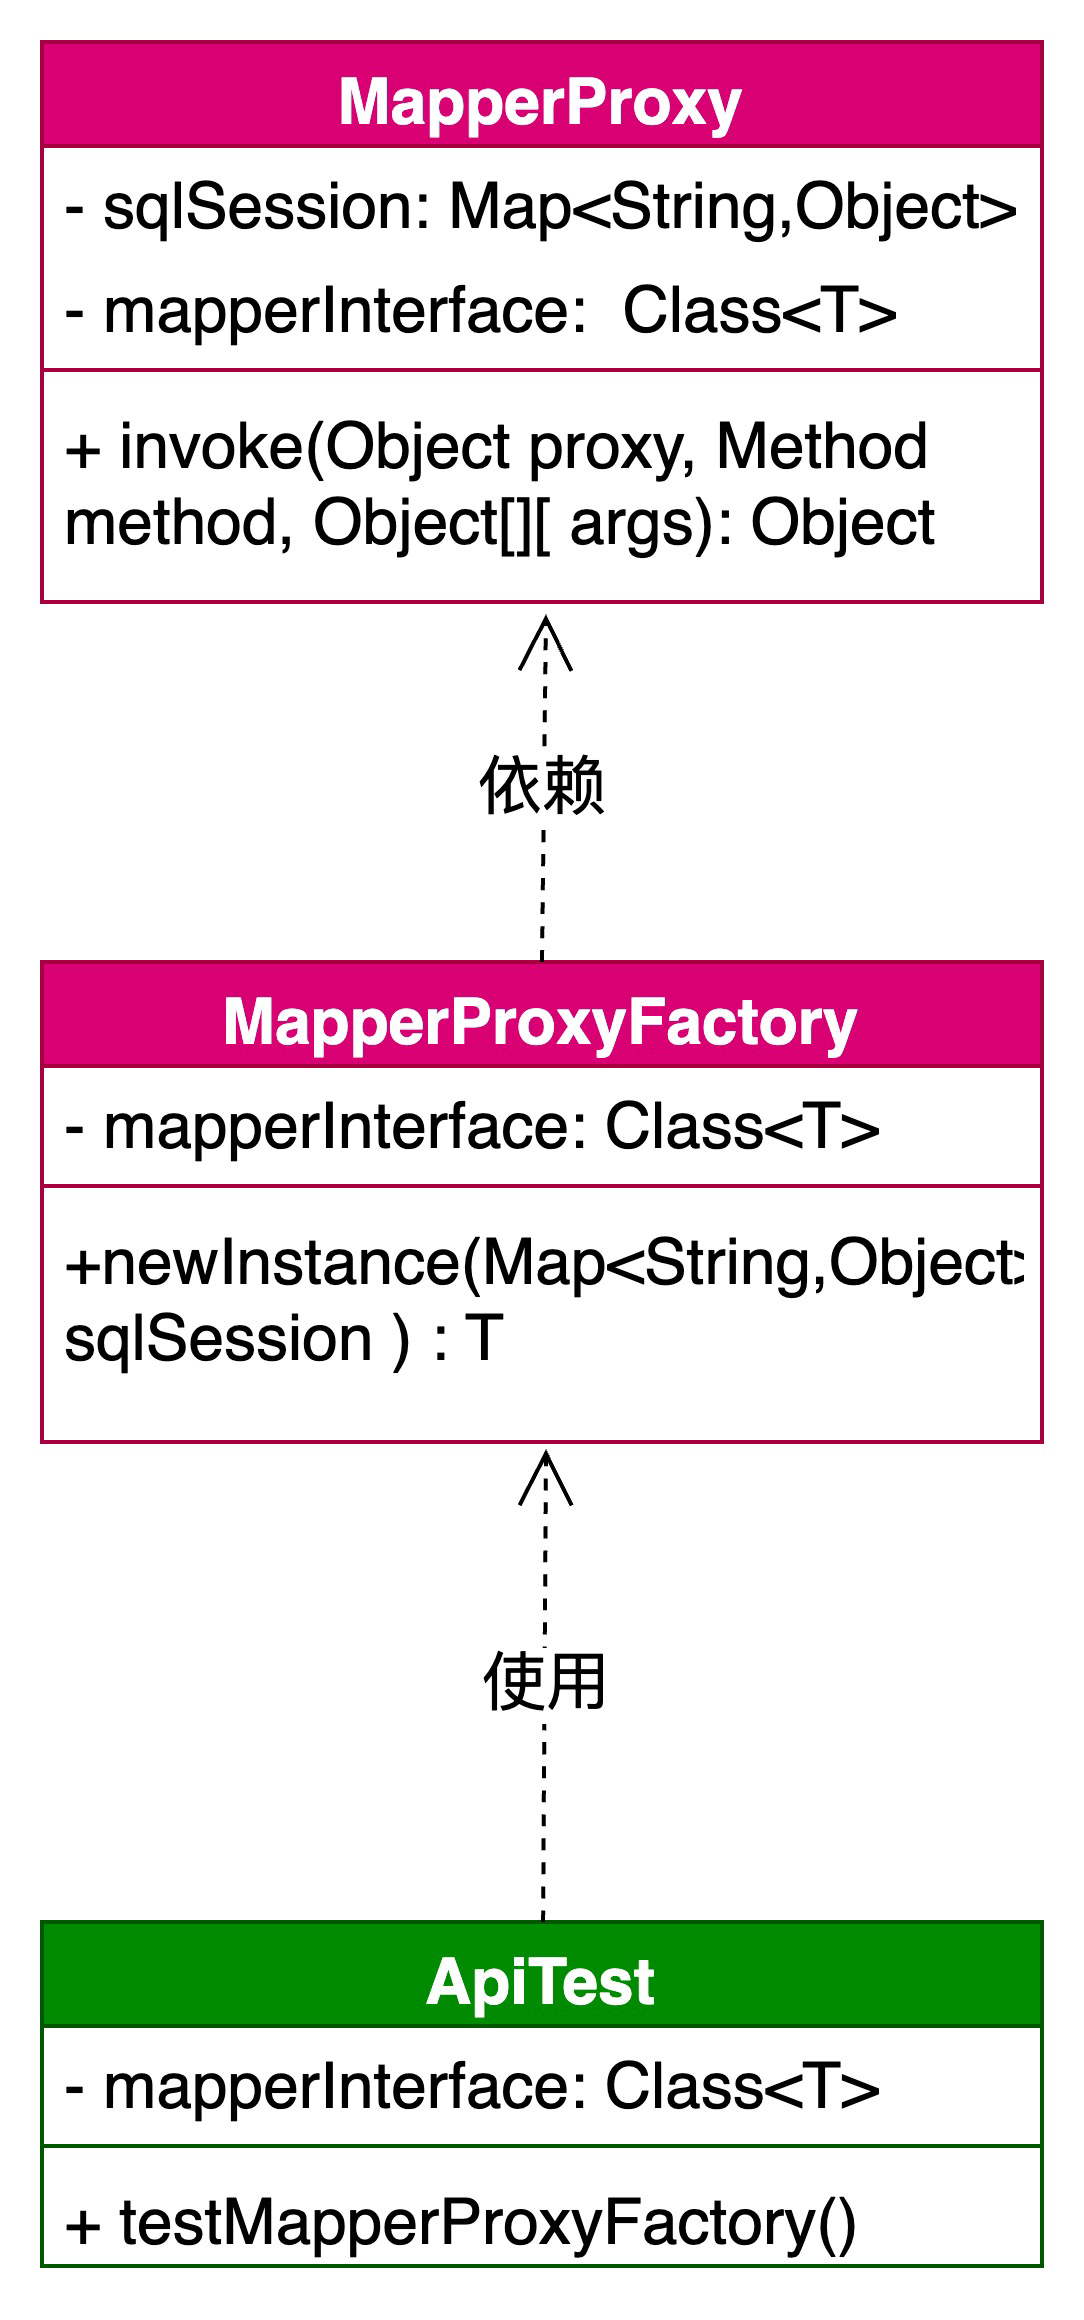 MapperProxy
- sqlSession: Map<String,Object>
- mapperInterface:  Class<T>
+ invoke(Object proxy, Method
method, Object[][ args): Object
依赖
MapperProxyFactory
- mapperInterface: Class<T>
+newInstance(Map<String,Object>
sqlSession ) : T
使用
ApiTest
- mapperInterface: Class<T>
+ testMapperProxyFactory()